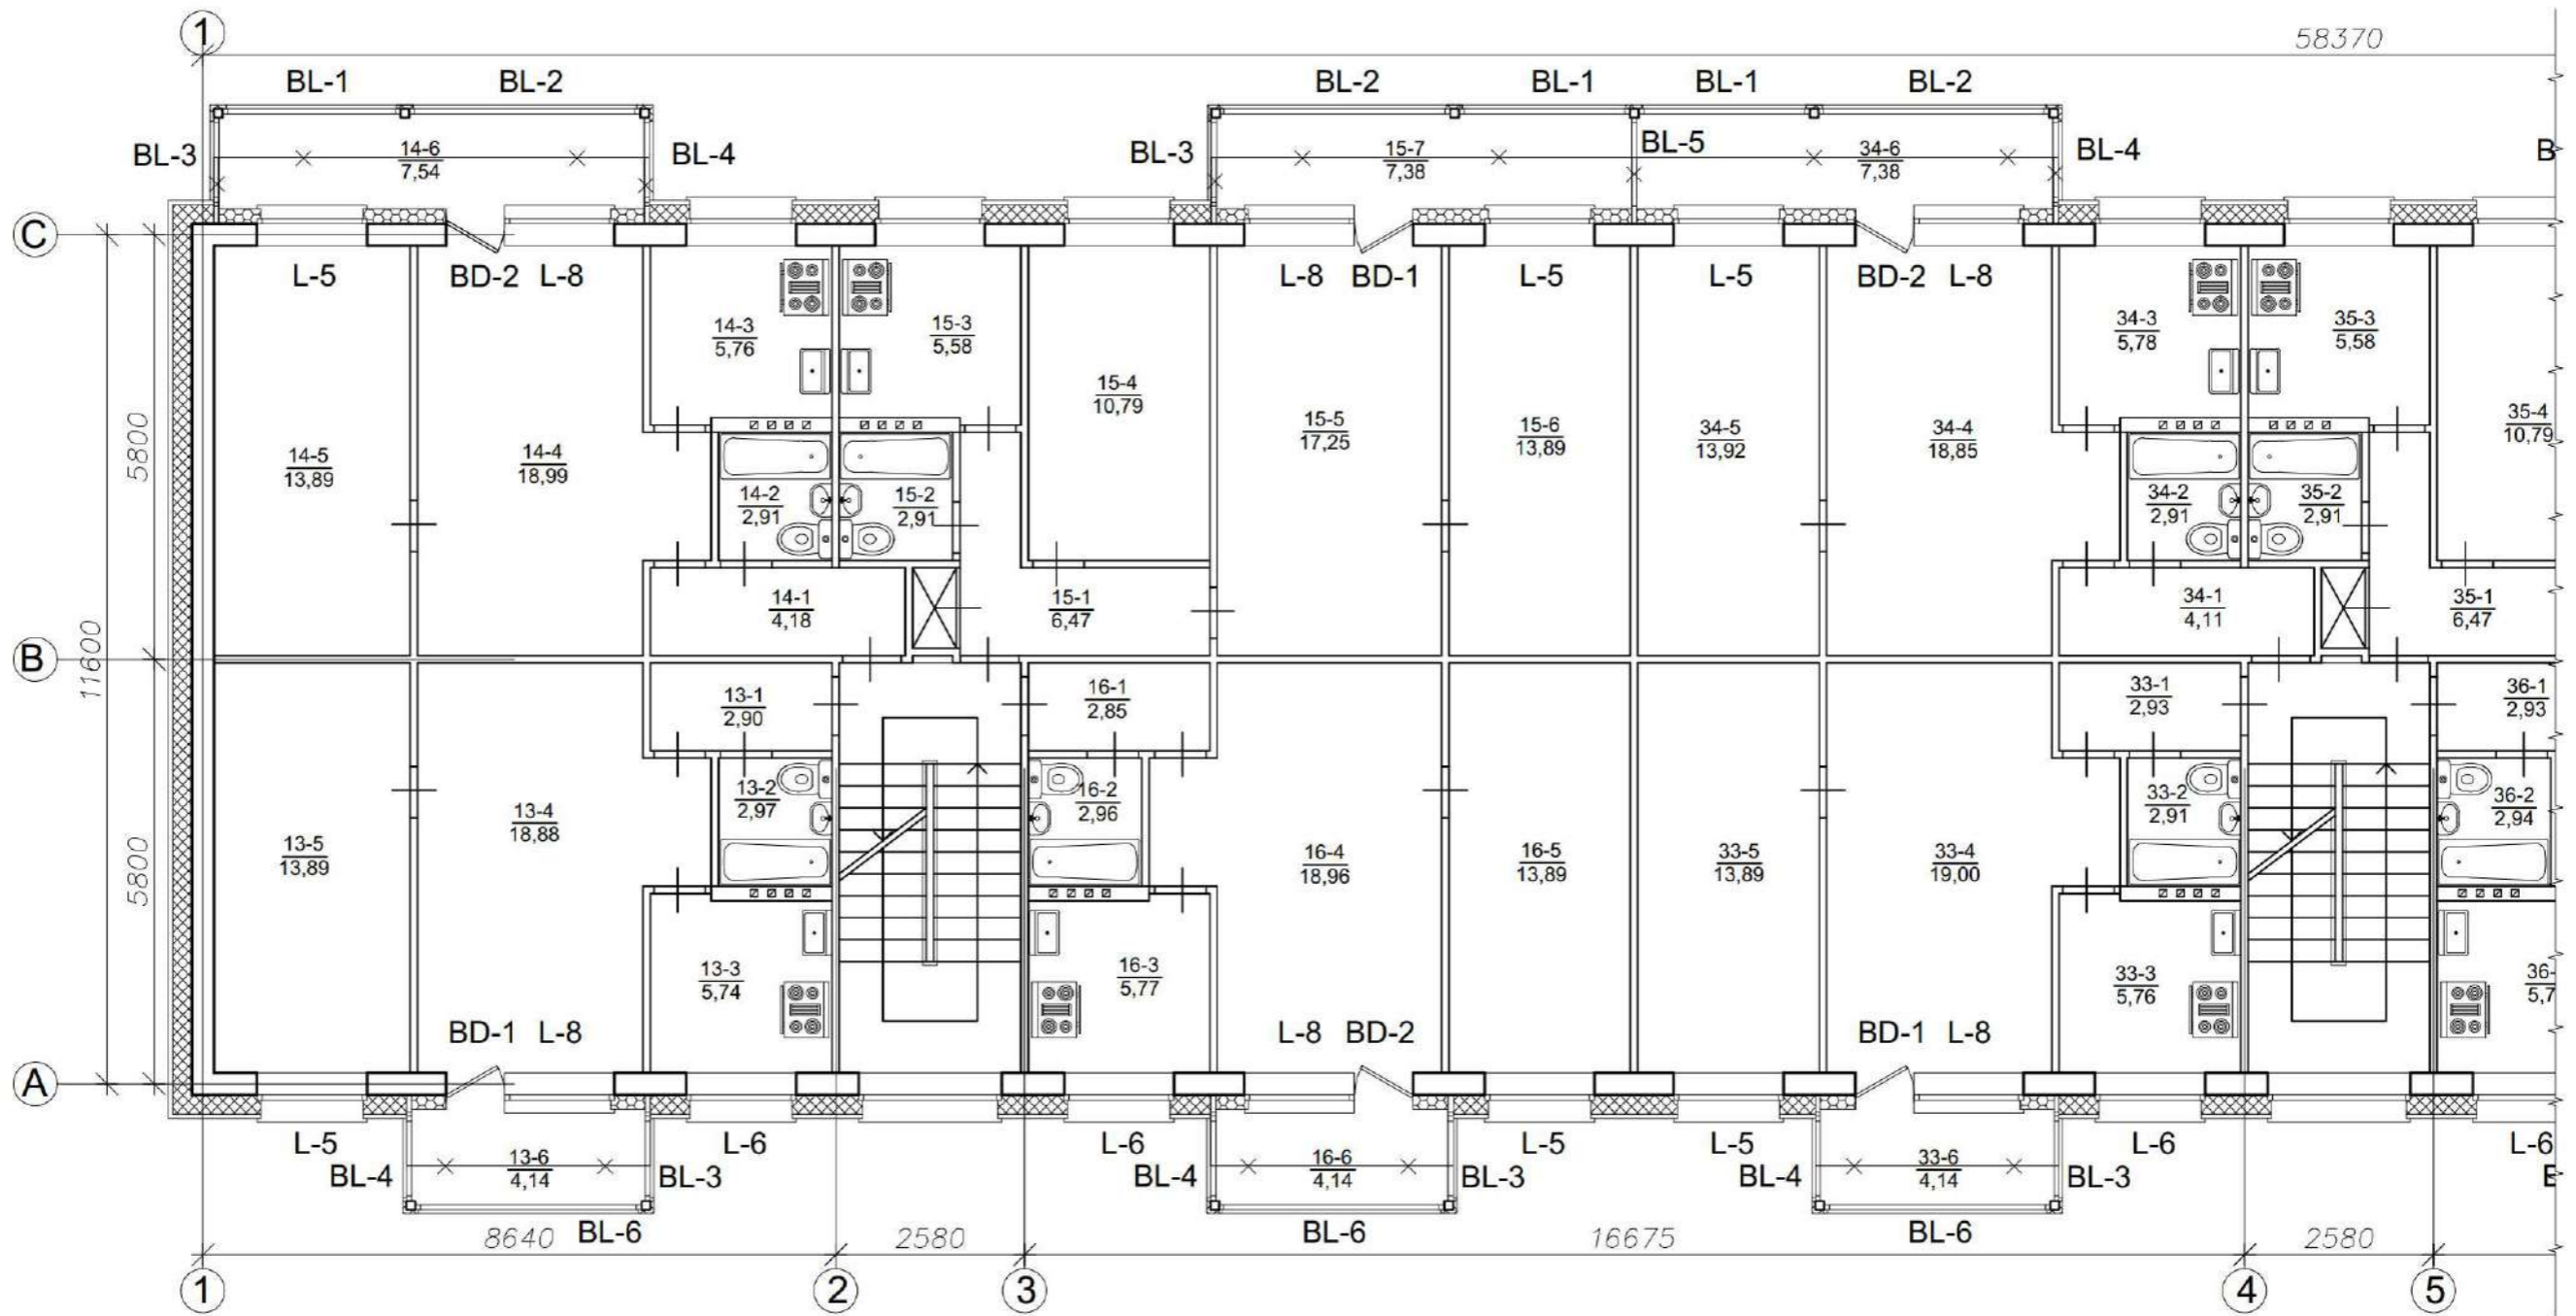 1
58370
BL-1 BL-2 BL-2 BL-1 BL-1 BL-2
BL-3 14-6 BL-4 BL-3 15-7 BL-5 34-6 BL-4 B
7,54 7,38 7,38
C
L-5 BD-2 L-8 L-8 BD-1 L-5 L-5 BD-2 L-8
14-3 15-3 34-3 35-3
5,76 5,58 5,78 5,58
15-4 35-4
10,79 10,79
15-5 15-6 34-5 34-4
17,25 13,89 13,92 18,85
14-5 14-4
13,89 18,99
5800
14-2 15-2 34-2 35-2
2,91 2,91 2,91 2,91
14-1 15-1 34-1 35-1
4,18 6,47 4,11 6,47
B
11600
13-1 16-1 33-1 36-1
2,90 2,85 2,93 2,93
13-2 16-2 33-2 36-2
2,97 2,96 2,91 2,94
13-5 13-4 16-4 16-5 33-5 33-4
13,89 18,88 18,96 13,89 13,89 19,00
5800
13-3 16-3 33-3 36-
5,74 5,77 5,76 5,7
BD-1 L-8 L-8 BD-2 BD-1 L-8
A
L-5 L-6 L-6 L-5 L-5 L-6 L-6
BL-4 13-6 BL-3 BL-4 16-6 BL-3 BL-4 33-6 BL-3
4,14 4,14 4,14
BL-6 BL-6 BL-6
8640 2580 16675 2580
1 2 3 4 5